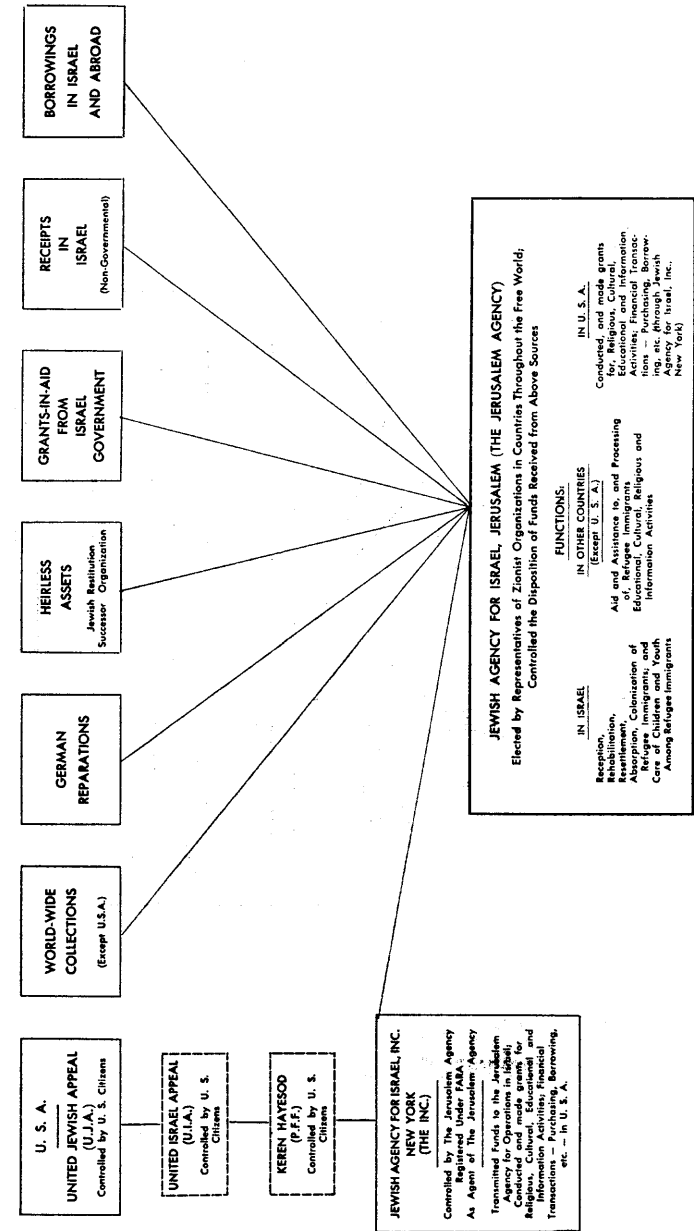 U. S. A.
UNITED JEWISH APPEAL
(U.J.A.)
Controlled by U. S. Citizens
UNITED ISRAEL APPEAL
(U.I.A.)
Controlled by U. S.
Citizens
KEREN HAYESOD
(P.F.F.)
Controlled by U. S.
Citizens
JEWISH AGENCY FOR ISRAEL, INC.
NEW YORK
(THE INC.)
Controlled by The Jerusalem Agency
Registered Under FARA
As Agent of The Jerusalem Agency
Transmitted Funds to the Jerusalem
Agency for Operations in Israel;
Conducted and made grants for
Religious, Cultural, Educational and
Information Activities; Financial
Transactions — Purchasing, Borrowing,
etc. — in U. S. A.
WORLD-WIDE
COLLECTIONS
(Except U.S.A.)
GERMAN
REPARATIONS
HEIRLESS
ASSETS
Jewish Restitution
Successor Organization
GRANTS-IN-AID
FROM
ISRAEL
GOVERNMENT
RECEIPTS
IN
ISRAEL
(Non-Governmental)
BORROWINGS
IN ISRAEL
AND ABROAD
JEWISH AGENCY FOR ISRAEL, JERUSALEM (THE JERUSALEM AGENCY)
Elected by Representatives of Zionist Organizations in Countries Throughout the Free World;
Controlled the Disposition of Funds Received from Above Sources
FUNCTIONS:
IN ISRAEL
Reception,
Rehabilitation,
Resettlement,
Absorption, Colonization of
Refugee Immigrants; and
Care of Children and Youth
Among Refugee Immigrants
IN OTHER COUNTRIES
(Except U. S. A.)
Aid and Assistance to, and Processing
of, Refugee Immigrants
Educational, Cultural, Religious and
Information Activities
IN U. S. A.
Conducted, and made grants
for, Religious, Cultural,
Educational and Information
Activities; Financial Transac-
tions — Purchasing, Borrow-
ing, etc. (through Jewish
Agency for Israel, Inc.,
New York)